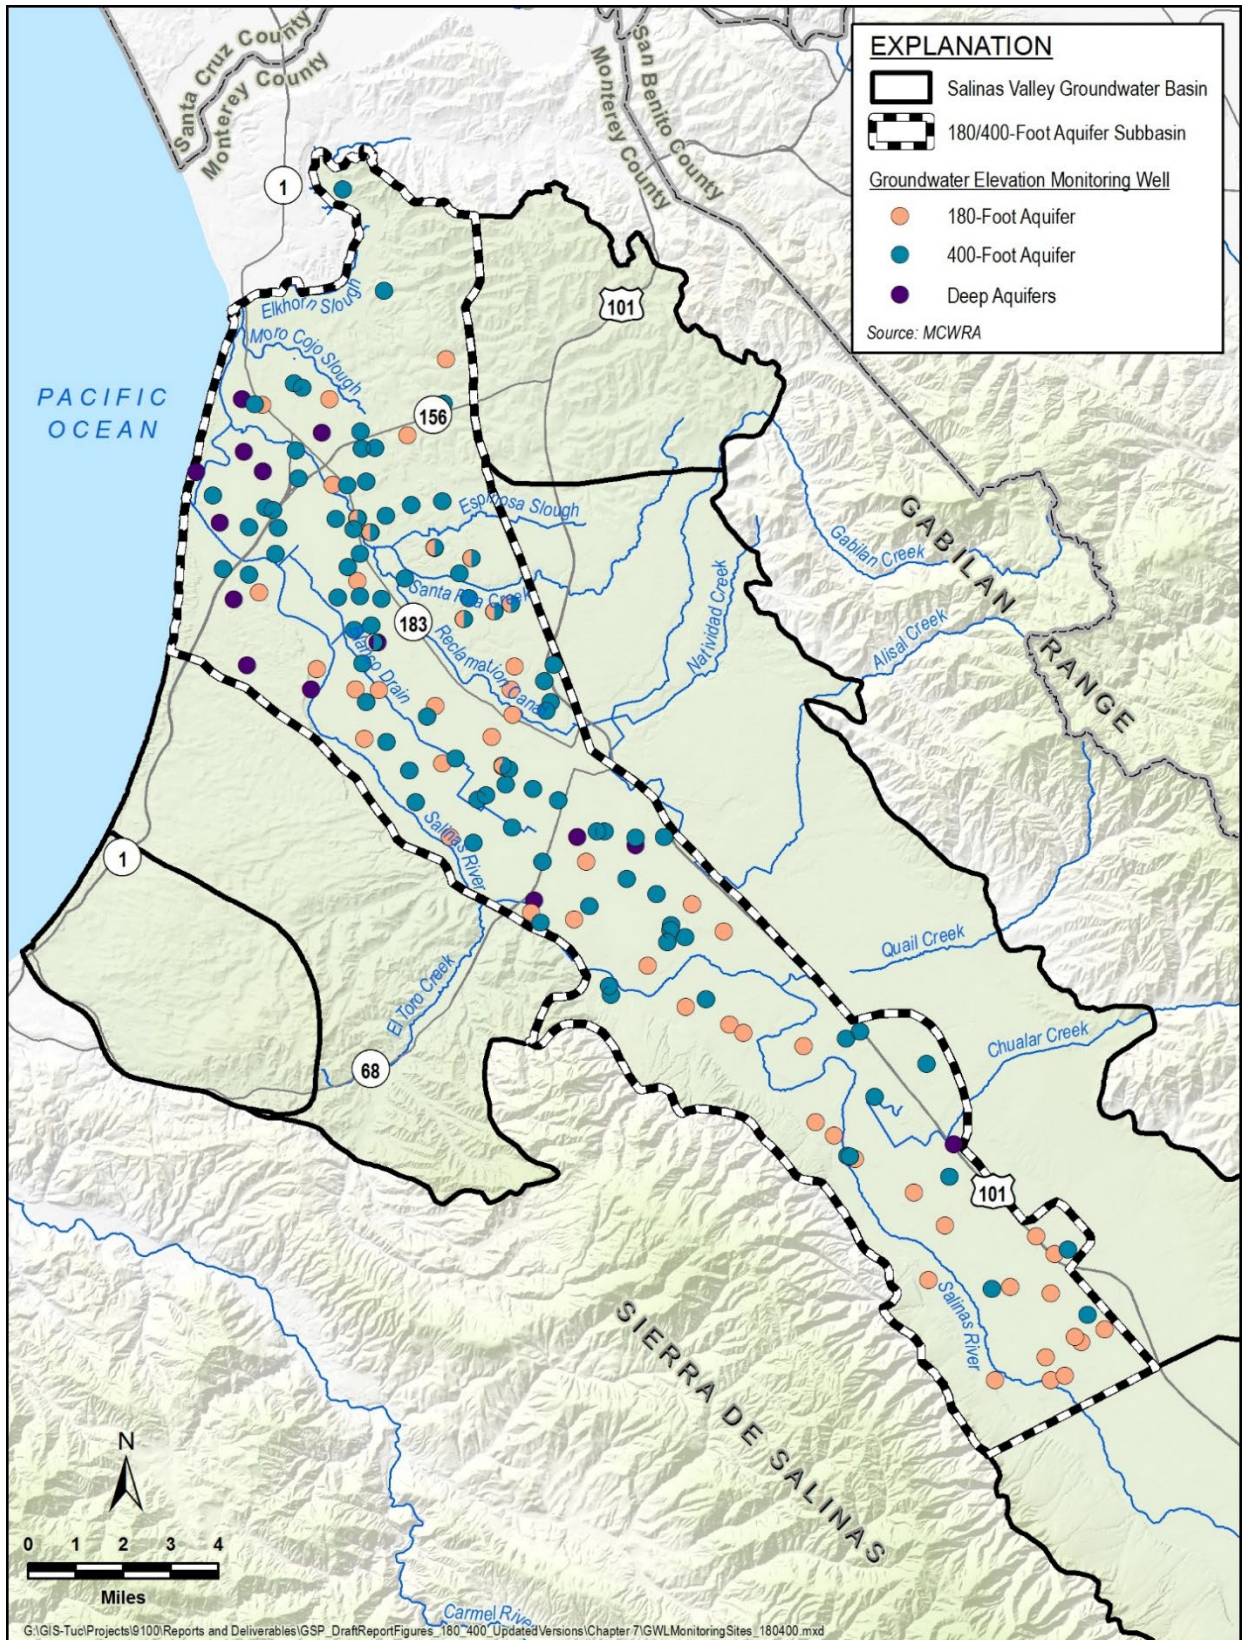 EXPLANATION
Salinas Valley Groundwater Basin
180/400-Foot Aquifer Subbasin
Groundwater Elevation Monitoring Well
180-Foot Aquifer
400-Foot Aquifer
Deep Aquifers
Source: MCWRA
Santa Cruz County
Monterey County
San Benito County
Monterey County
1
101
Elkhorn Slough
Moro Cojo Slough
PACIFIC
OCEAN
156
Espinosa Slough
GABILAN
RANGE
Gabilan Creek
Santa Rita Creek
Natividad Creek
183
Alisal Creek
Reclamation Canal
Blanco Drain
Salinas River
1
Quail Creek
El Toro Creek
Chualar Creek
68
101
Salinas River
SIERRA DE SALINAS
N
0 1 2 3 4
Miles
Carmel River
G:\GIS-Tuc\Projects\9100\Reports and Deliverables\GSP_DraftReportFigures_180_400_UpdatedVersions\Chapter 7\GWLMonitoringSites_180400.mxd